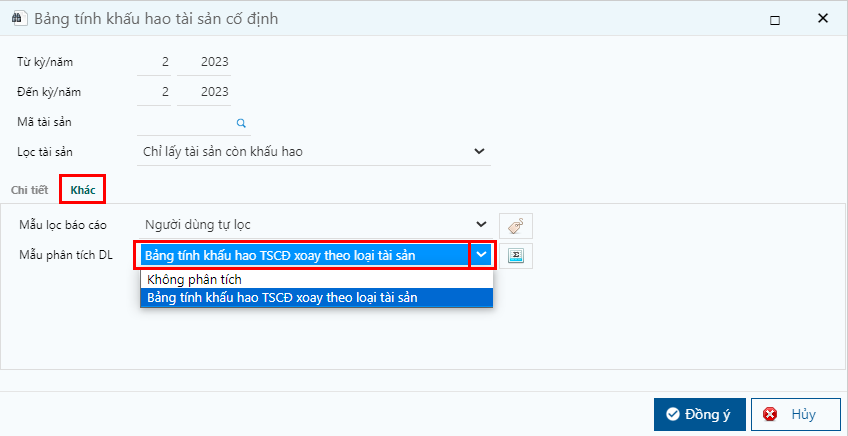 Bảng tính khấu hao tài sản cố định
Từ kỳ/năm 2 2023
Đến kỳ/năm 2 2023
Mã tài sản
Lọc tài sản Chỉ lấy tài sản còn khấu hao
Chi tiết Khác
Mẫu lọc báo cáo Người dùng tự lọc
Mẫu phân tích DL Bảng tính khấu hao TSCĐ xoay theo loại tài sản
Không phân tích
Bảng tính khấu hao TSCĐ xoay theo loại tài sản
Đồng ý Hủy